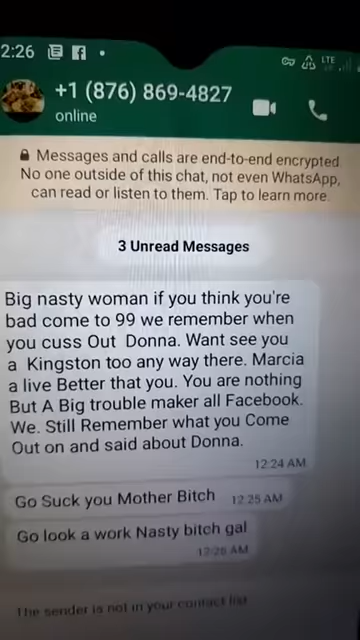 2:26
LTE
+1 (876) 869-4827
online
Messages and calls are end-to-end encrypted
No one outside of this chat, not even WhatsApp,
can read or listen to them. Tap to learn more.
3 Unread Messages
Big nasty woman if you think you're
bad come to 99 we remember when
you cuss Out Donna. Want see you
a Kingston too any way there. Marcia
a live Better that you. You are nothing
But A Big trouble maker all Facebook.
We. Still Remember what you Come
Out on and said about Donna.
12:24 AM
Go Suck you Mother Bitch 12:25 AM
Go look a work Nasty bitch gal
12:26 AM
The sender is not in your contact list